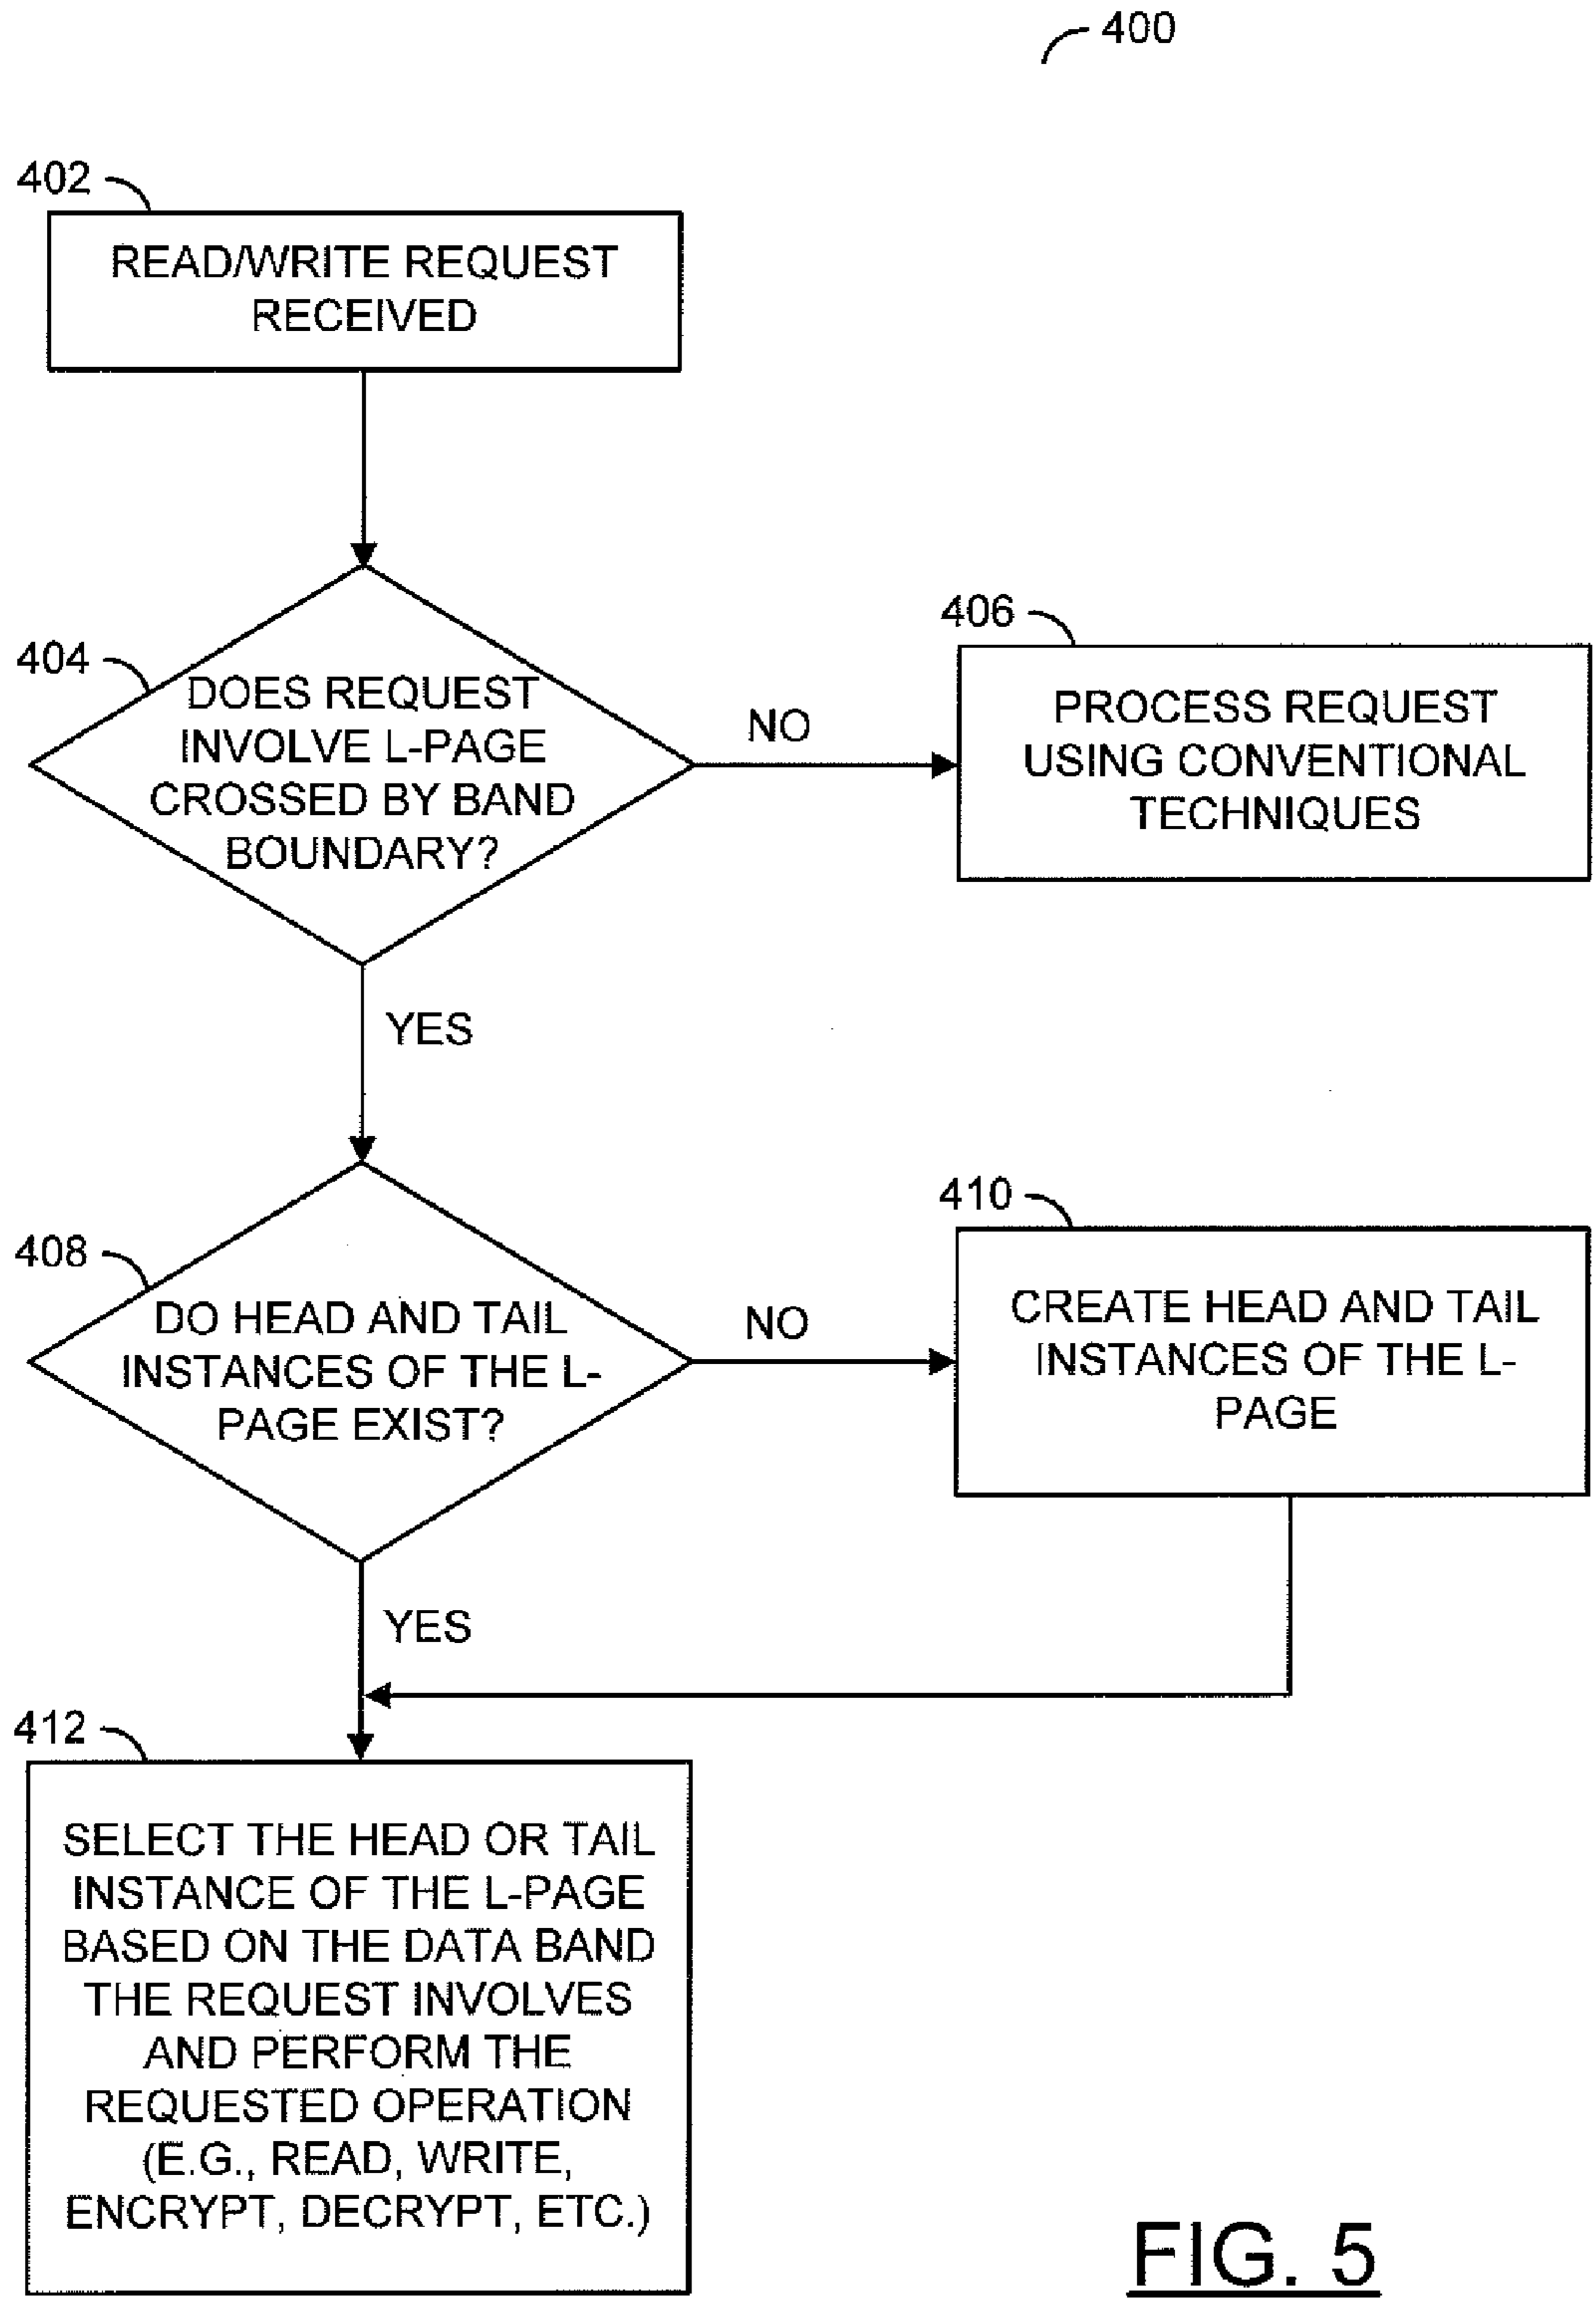 400
402
READ/WRITE REQUEST
RECEIVED
404
DOES REQUEST
INVOLVE L-PAGE
CROSSED BY BAND
BOUNDARY?
NO
406
PROCESS REQUEST
USING CONVENTIONAL
TECHNIQUES
YES
408
DO HEAD AND TAIL
INSTANCES OF THE L-
PAGE EXIST?
NO
410
CREATE HEAD AND TAIL
INSTANCES OF THE L-
PAGE
YES
412
SELECT THE HEAD OR TAIL
INSTANCE OF THE L-PAGE
BASED ON THE DATA BAND
THE REQUEST INVOLVES
AND PERFORM THE
REQUESTED OPERATION
(E.G., READ, WRITE,
ENCRYPT, DECRYPT, ETC.)
FIG. 5